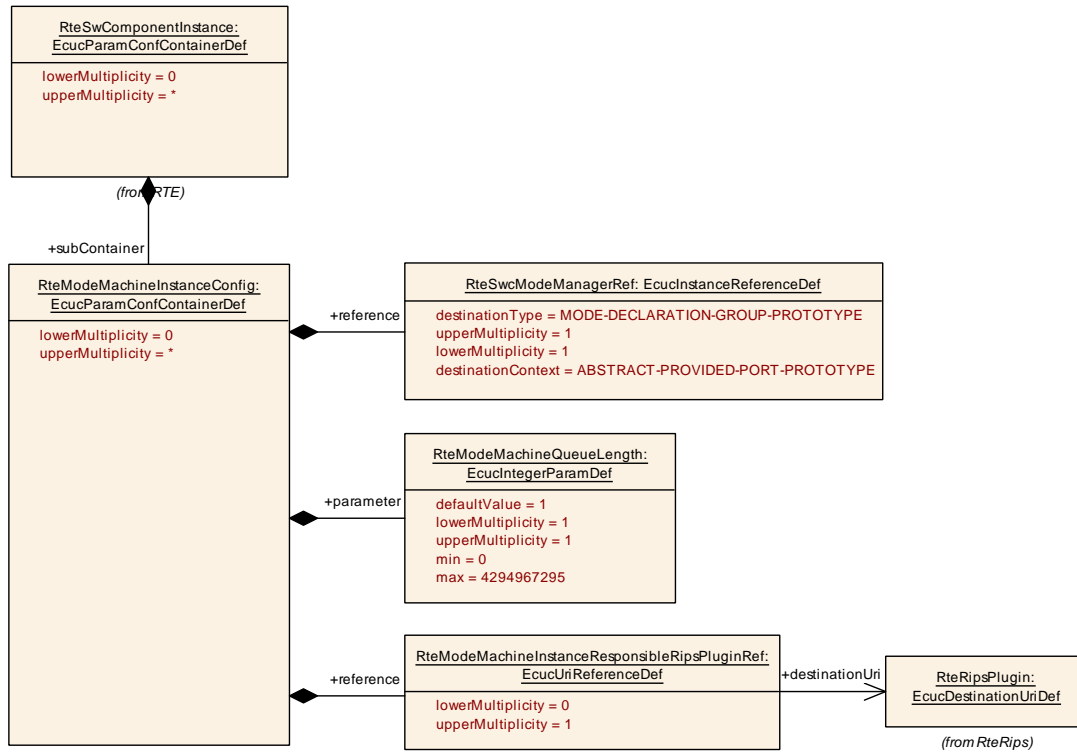 RteSwComponentInstance:
EcucParamConfContainerDef
lowerMultiplicity = 0
upperMultiplicity = *
(from RTE)
+subContainer
RteModeMachineInstanceConfig:
EcucParamConfContainerDef
lowerMultiplicity = 0
upperMultiplicity = *
+reference
RteSwcModeManagerRef: EcucInstanceReferenceDef
destinationType = MODE-DECLARATION-GROUP-PROTOTYPE
upperMultiplicity = 1
lowerMultiplicity = 1
destinationContext = ABSTRACT-PROVIDED-PORT-PROTOTYPE
+parameter
RteModeMachineQueueLength:
EcucIntegerParamDef
defaultValue = 1
lowerMultiplicity = 1
upperMultiplicity = 1
min = 0
max = 4294967295
+reference
RteModeMachineInstanceResponsibleRipsPluginRef:
EcucUriReferenceDef
lowerMultiplicity = 0
upperMultiplicity = 1
+destinationUri
RteRipsPlugin:
EcucDestinationUriDef
(from RteRips)